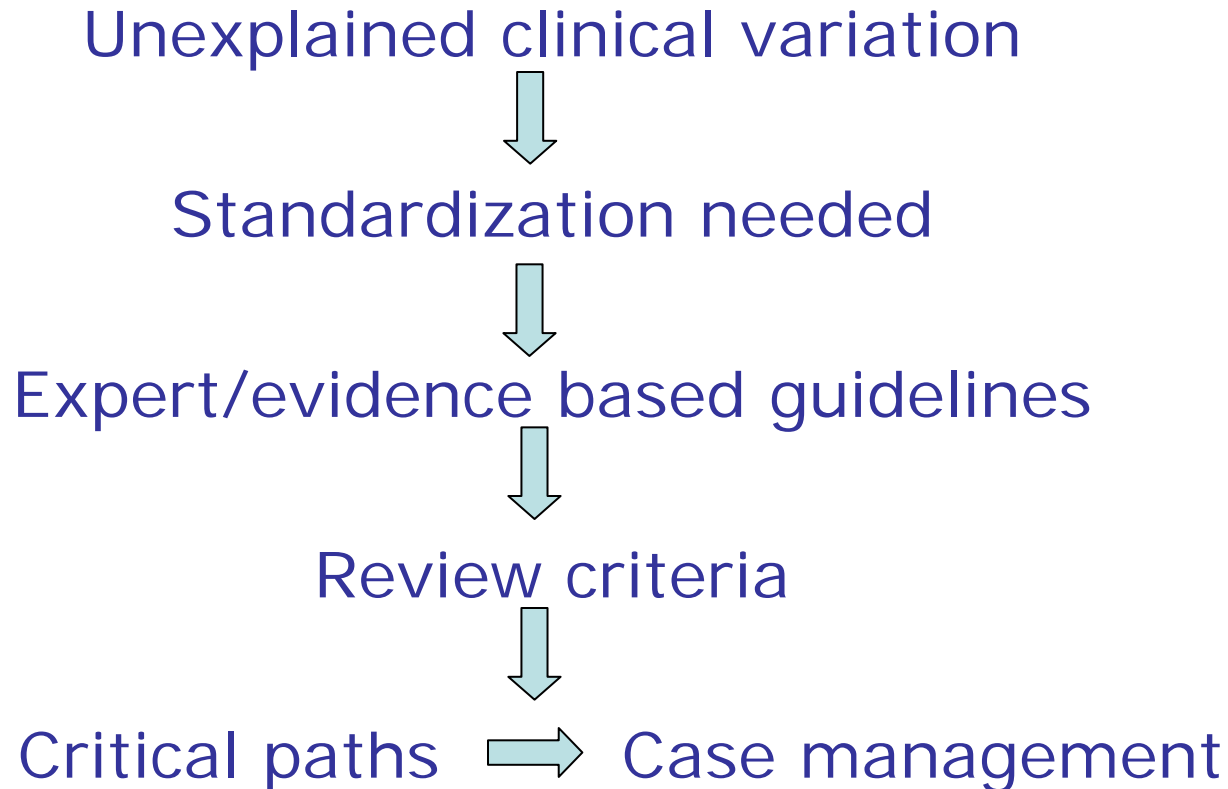 Unexplained clinical variation
Standardization needed
Expert/evidence based guidelines
Review criteria
Critical paths Case management